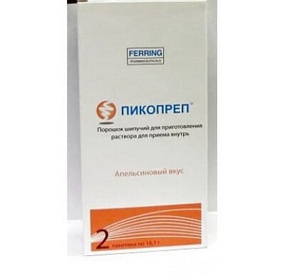 FERRING
PHARMACEUTICALS
ПИКОПРЕП®
Порошок шипучий для приготовления
раствора для приема внутрь
Апельсиновый вкус
2 пакетика по 16,1 г